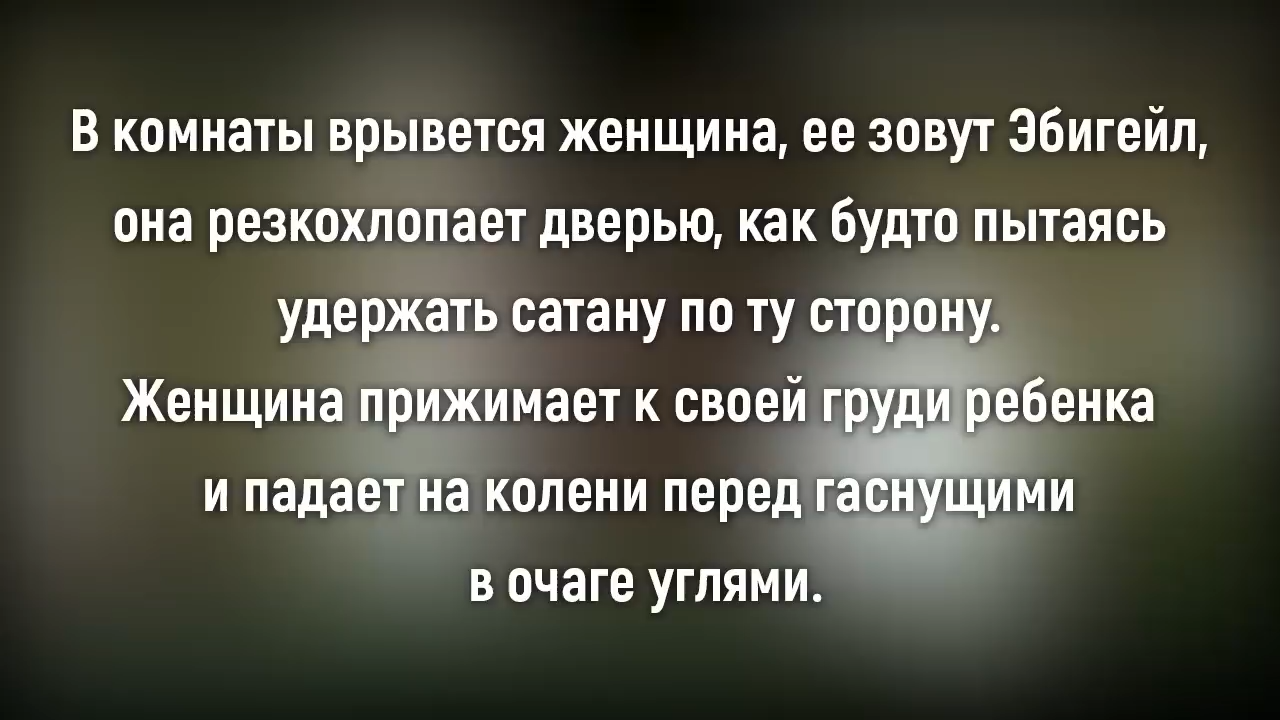 В комнаты врывется женщина, ее зовут Эбигейл,
она резкохлопает дверью, как будто пытаясь
удержать сатану по ту сторону.
Женщина прижимает к своей груди ребенка
и падает на колени перед гаснущими
в очаге углями.